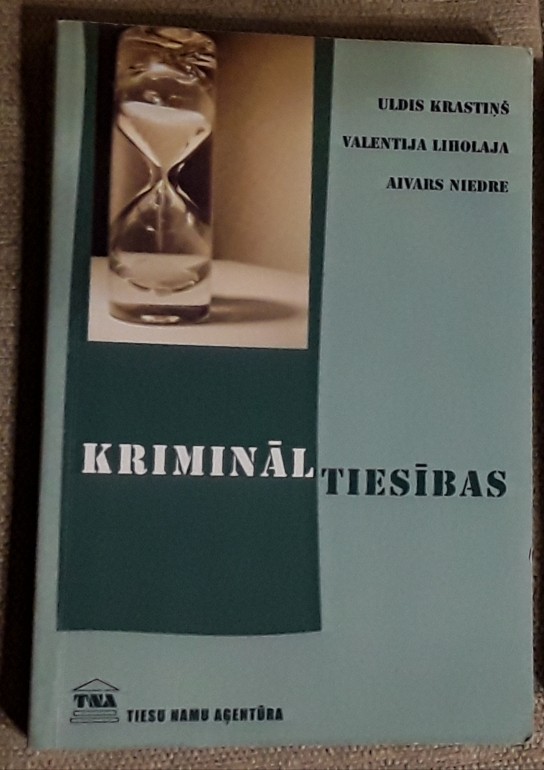 ULDIS KRASTIŅŠ
VALENTIJA LIHOLAJA
AIVARS NIEDRE
KRIMINĀLTIESĪBAS
TNA
TIESU NAMU AĢENTŪRA